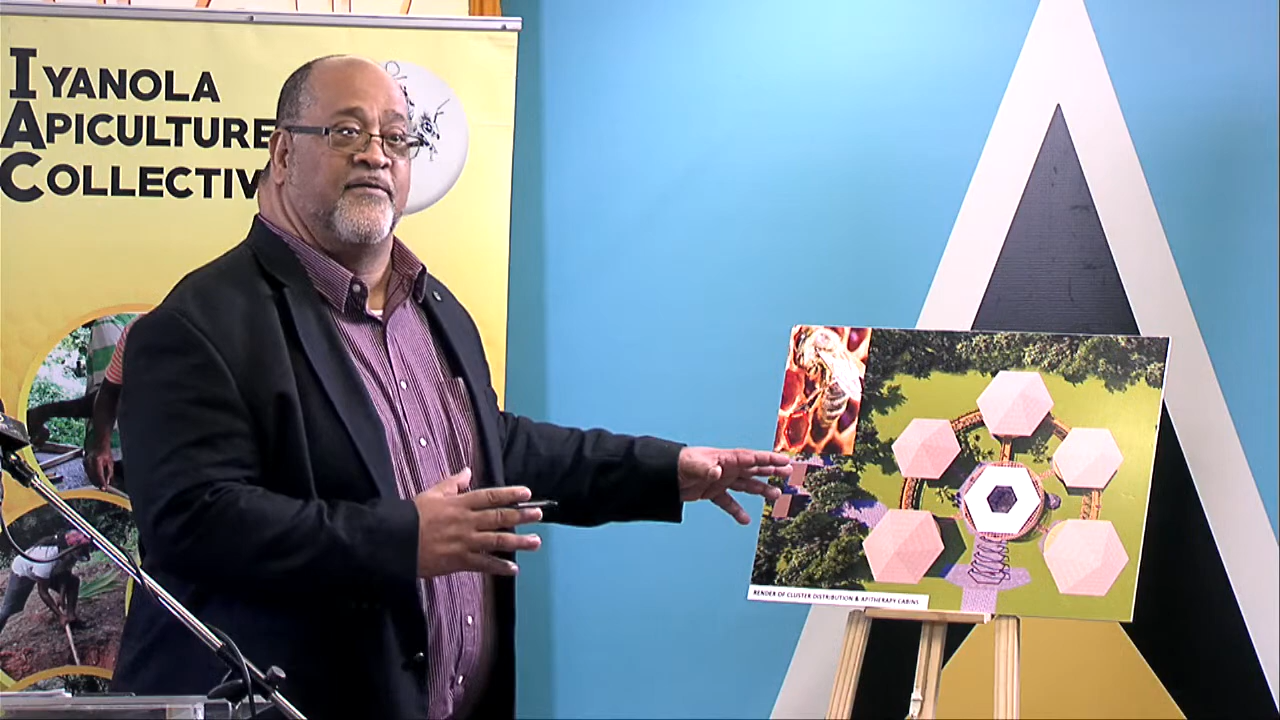 IYANOLA
APICULTURE
COLLECTIV
RENDER OF CLUSTER DISTRIBUTION & APITHERAPY CABINS